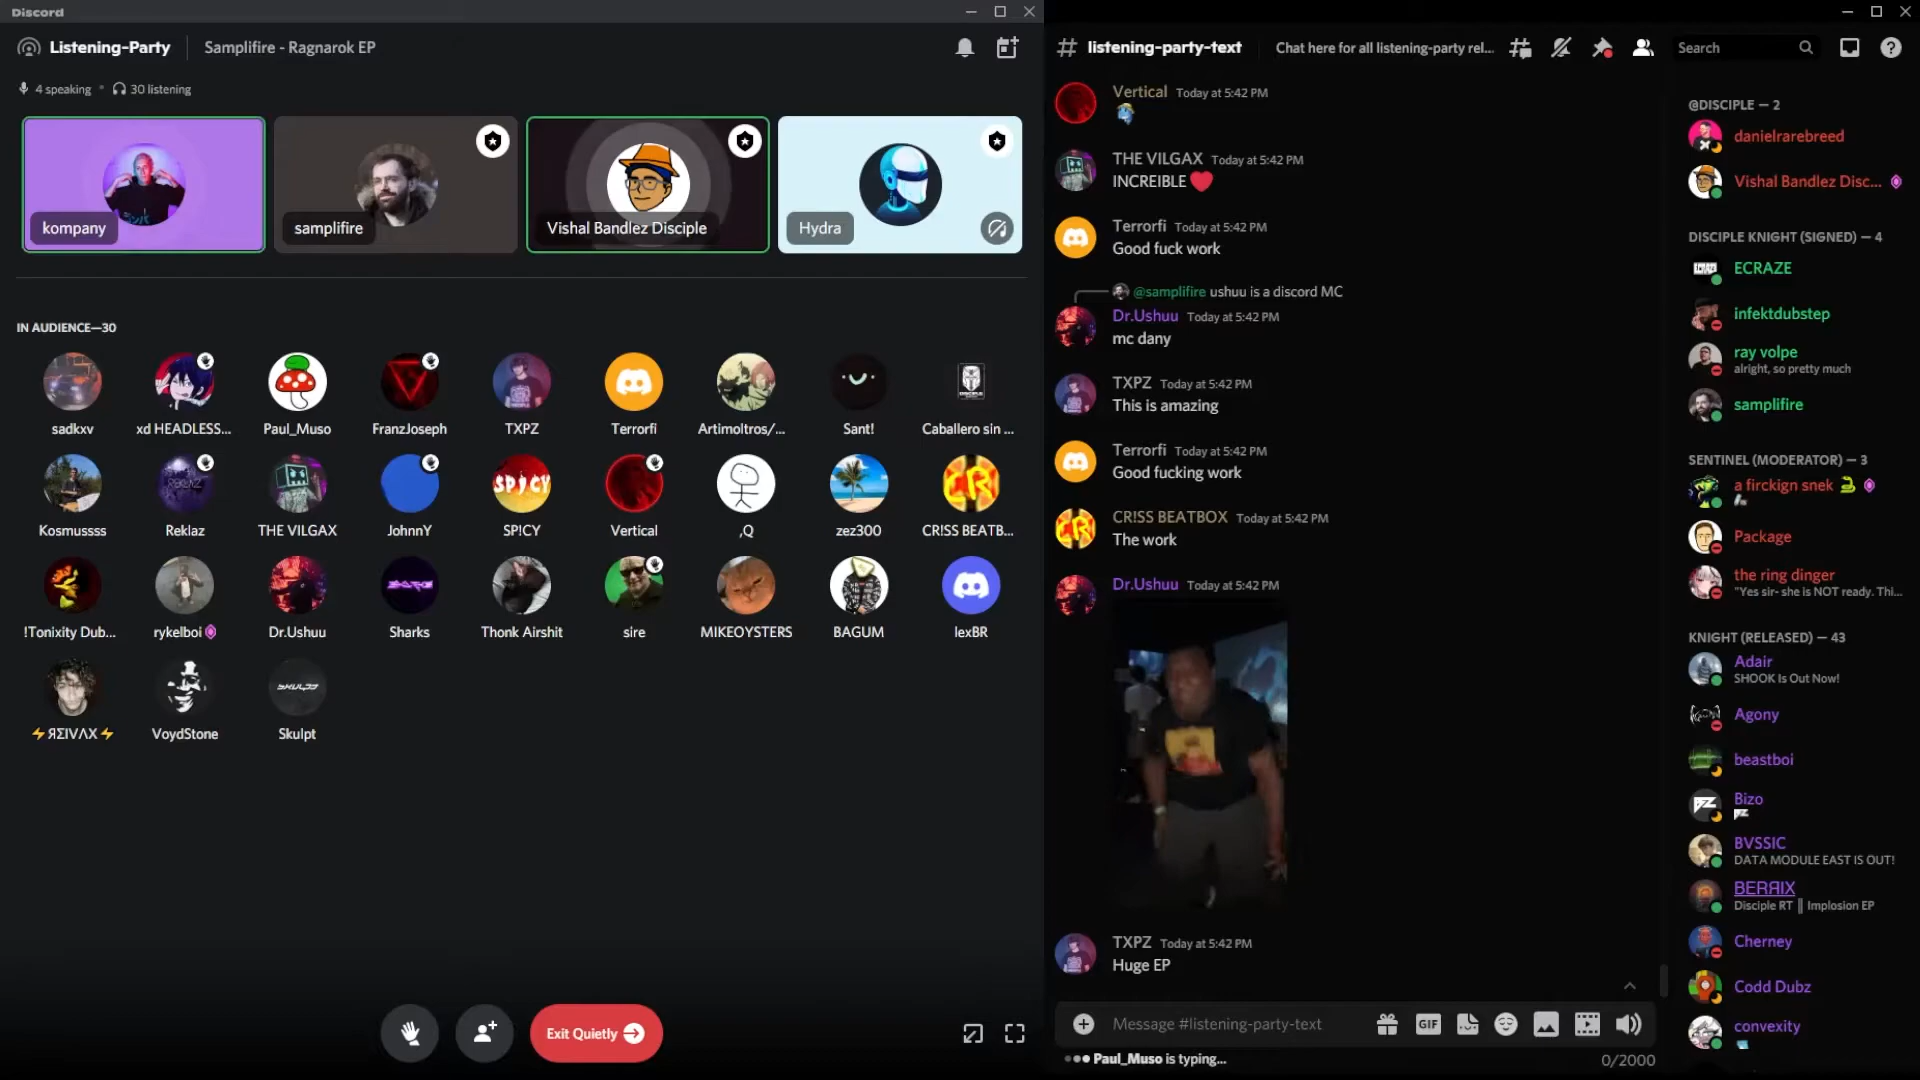 Discord
Listening-Party
Samplifire - Ragnarok EP
4 speaking
30 listening
kompany
samplifire
Vishal Bandlez Disciple
Hydra
IN AUDIENCE—30
sadkxv
xd HEADLESS...
Paul_Muso
FranzJoseph
TXPZ
Terrorfi
Artimoltros/...
Sant!
Caballero sin ...
Kosmussss
Reklaz
THE VILGAX
JohnnY
SP!CY
Vertical
,Q
zez300
CR!SS BEATB...
!Tonixity Dub...
rykelboi
Dr.Ushuu
Sharks
Thonk Airshit
sire
MIKEOYSTERS
BAGUM
lexBR
⚡ЯΣIVΛX⚡
VoydStone
Skulpt
Exit Quietly
listening-party-text
Chat here for all listening-party rel...
Search
Vertical Today at 5:42 PM
THE VILGAX Today at 5:42 PM
INCREIBLE❤️
Terrorfi Today at 5:42 PM
Good fuck work
@samplifire ushuu is a discord MC
Dr.Ushuu Today at 5:42 PM
mc dany
TXPZ Today at 5:42 PM
This is amazing
Terrorfi Today at 5:42 PM
Good fucking work
CR!SS BEATBOX Today at 5:42 PM
The work
Dr.Ushuu Today at 5:42 PM
TXPZ Today at 5:42 PM
Huge EP
Message #listening-party-text
GIF
Paul_Muso is typing...
0/2000
@DISCIPLE — 2
danielrarebreed
Vishal Bandlez Disc...
DISCIPLE KNIGHT (SIGNED) — 4
ECRAZE
infektdubstep
ray volpe
alright, so pretty much
samplifire
SENTINEL (MODERATOR) — 3
a firckign snek
Package
the ring dinger
"Yes sir- she is NOT ready. Thi...
KNIGHT (RELEASED) — 43
Adair
SHOOK Is Out Now!
Agony
beastboi
Bizo
BVSSIC
DATA MODULE EAST IS OUT!
BERЯIX
Disciple RT ║ Implosion EP
Cherney
Codd Dubz
convexity